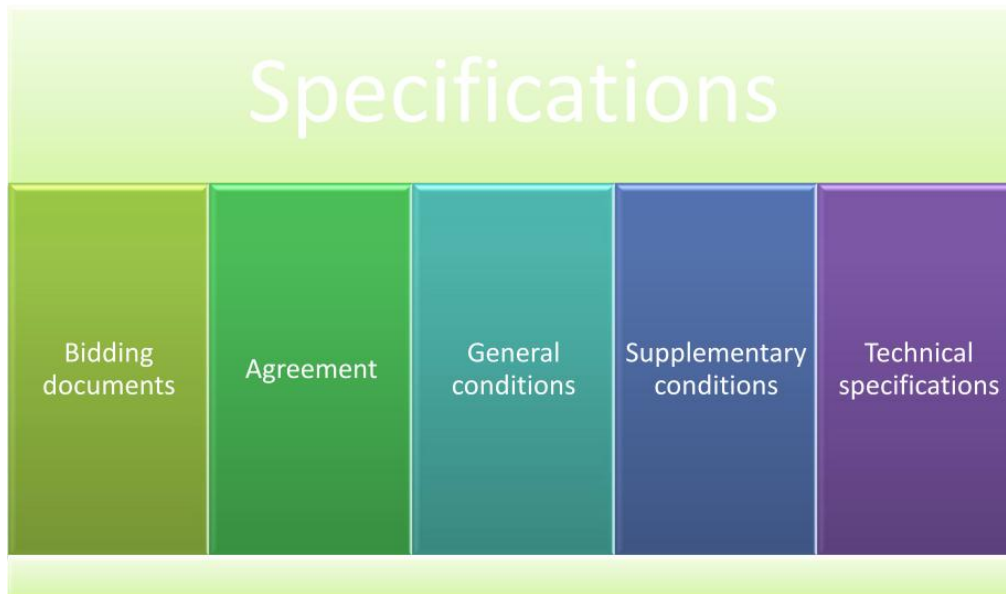 Specifications
Bidding
documents
Agreement
General
conditions
Supplementary
conditions
Technical
specifications